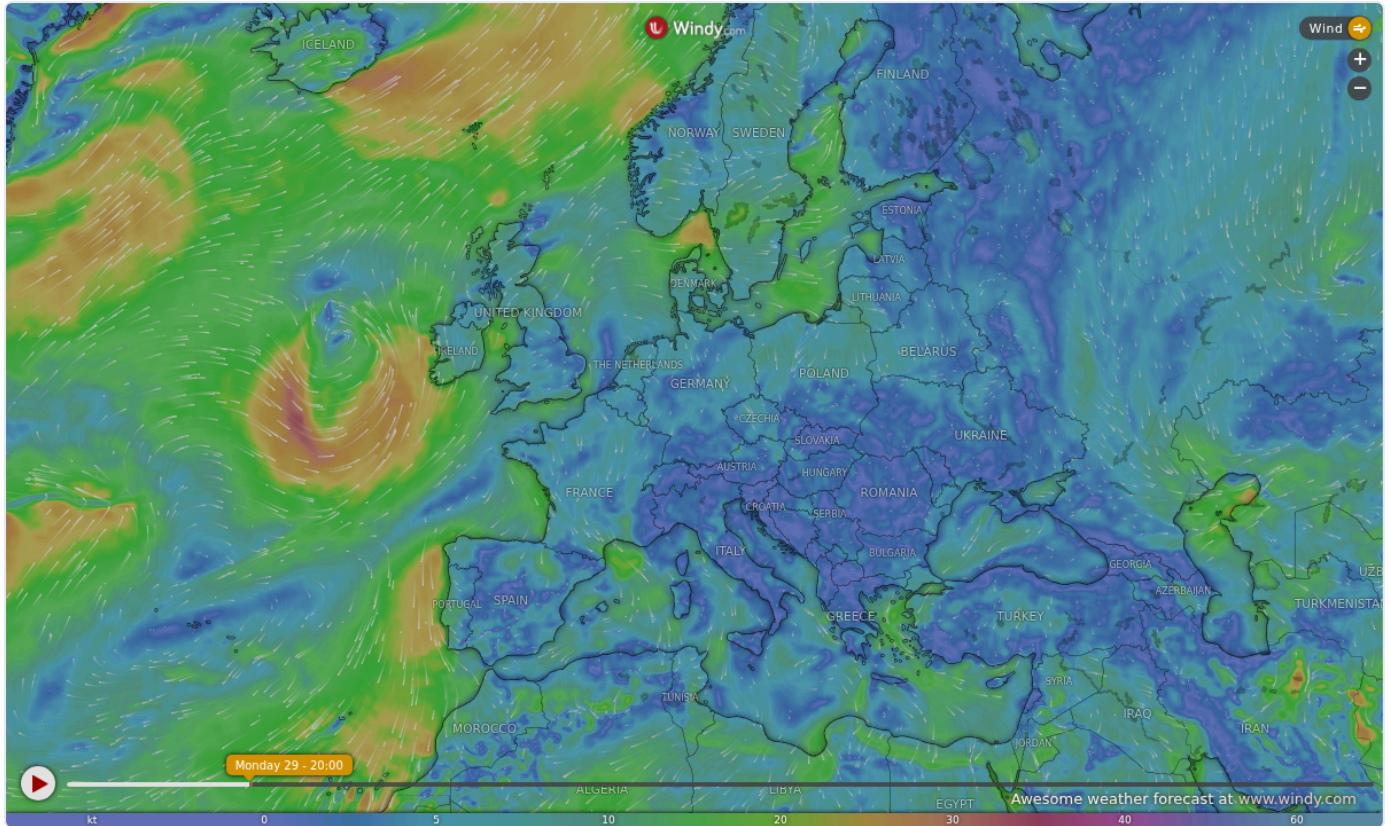 Windy.com
Wind
+
−
ICELAND
FINLAND
NORWAY
SWEDEN
ESTONIA
LATVIA
DENMARK
LITHUANIA
UNITED KINGDOM
IRELAND
THE NETHERLANDS
BELARUS
GERMANY
POLAND
CZECHIA
UKRAINE
SLOVAKIA
AUSTRIA
HUNGARY
FRANCE
ROMANIA
CROATIA
SERBIA
ITALY
BULGARIA
GEORGIA
UZB
AZERBAIJAN
PORTUGAL
SPAIN
TURKMENISTAN
GREECE
TURKEY
SYRIA
TUNISIA
IRAQ
MOROCCO
IRAN
JORDAN
Monday 29 - 20:00
ALGERIA
LIBYA
EGYPT
Awesome weather forecast at www.windy.com
kt 0 5 10 20 30 40 60